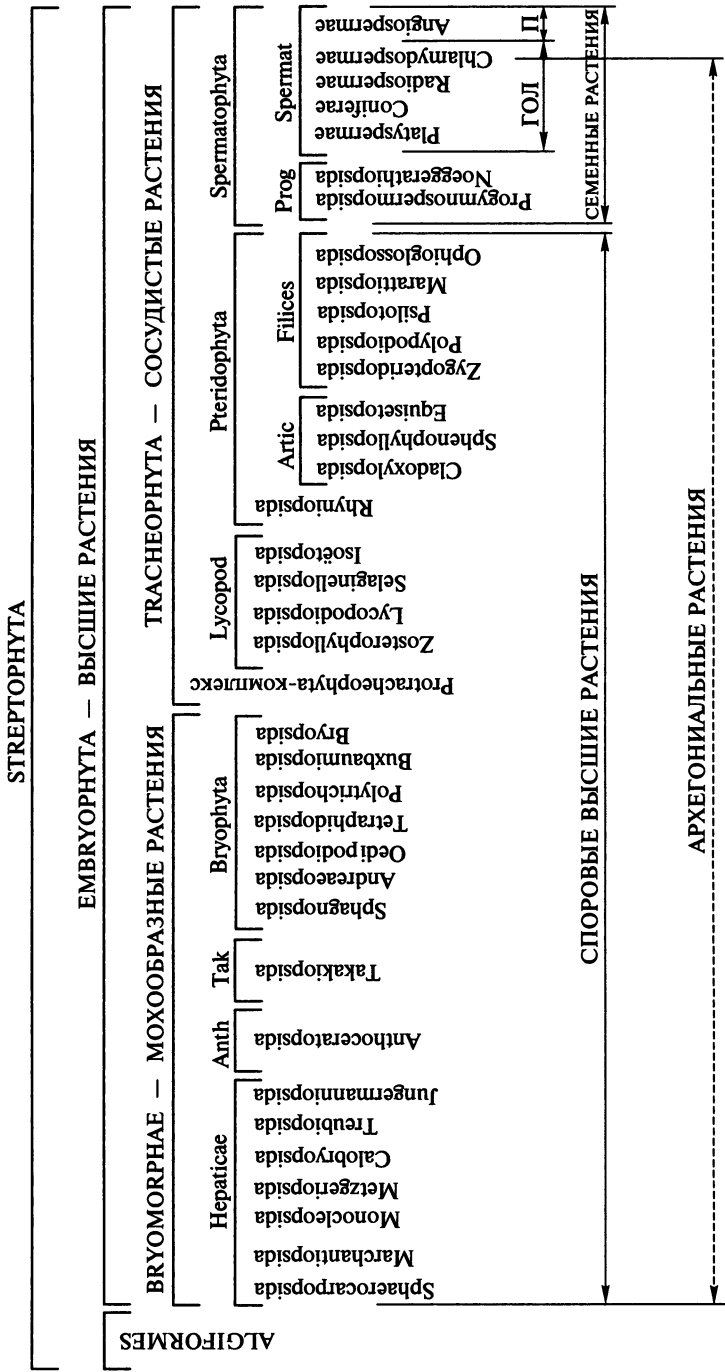 STREPTOPHYTA
EMBRYOPHYTA — ВЫСШИЕ РАСТЕНИЯ
BRYOMORPHAE — МОХООБРАЗНЫЕ РАСТЕНИЯ
TRACHEOPHYTA — СОСУДИСТЫЕ РАСТЕНИЯ
ALGIFORMES
Hepaticae
Sphaerocarpopsida
Marchantiopsida
Monocleopsida
Metzgeriopsida
Calobryopsida
Treubiopsida
Jungermanniopsida
Anth
Anthoceratopsida
Tak
Takakiopsida
Bryophyta
Sphagnopsida
Andreaeopsida
Oedipodiopsida
Tetraphidopsida
Polytrichopsida
Buxbaumiopsida
Bryopsida
Protracheophyta-комплекс
Lycopod
Zosterophyllopsida
Lycopodiopsida
Selaginellopsida
Isoëtopsida
Pteridophyta
Rhyniopsida
Artic
Cladoxylopsida
Sphenophyllopsida
Equisetopsida
Filices
Zygopteridopsida
Polypodiopsida
Psilotopsida
Marattiopsida
Ophioglossopsida
Spermatophyta
Prog
Progymnospermopsida
Noeggerathiopsida
Spermat
Platyspermae
Coniferae
Radiospermae
Chlamydospermae
Angiospermae
ГОЛ
П
СПОРОВЫЕ ВЫСШИЕ РАСТЕНИЯ
СЕМЕННЫЕ РАСТЕНИЯ
АРХЕГОНИАЛЬНЫЕ РАСТЕНИЯ